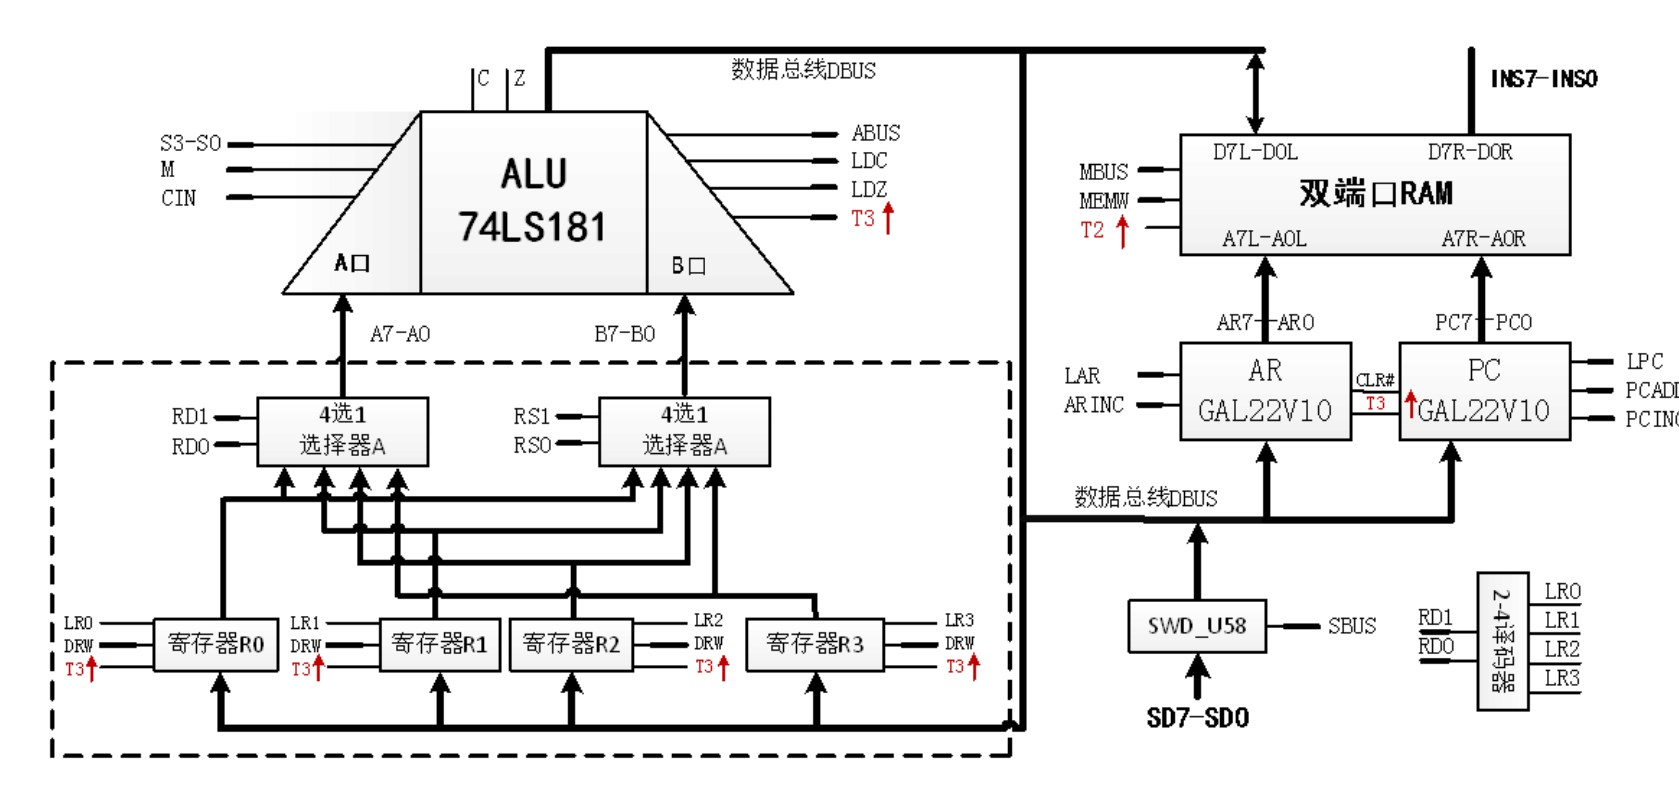 C
Z
数据总线DBUS
INS7-INS0
S3-S0
M
CIN
ALU
74LS181
A口
B口
ABUS
LDC
LDZ
T3
MBUS
MEMW
T2
D7L-D0L
D7R-D0R
双端口RAM
A7L-A0L
A7R-A0R
A7-A0
B7-B0
AR7-AR0
PC7-PC0
LAR
ARINC
AR
GAL22V10
CLR#
T3
PC
GAL22V10
LPC
PCADD
PCINC
RD1
RD0
4选1
选择器A
RS1
RS0
4选1
选择器A
数据总线DBUS
LR0
DRW
T3
寄存器R0
LR1
DRW
T3
寄存器R1
寄存器R2
LR2
DRW
T3
寄存器R3
LR3
DRW
T3
SWD_U58
SBUS
SD7-SD0
RD1
RD0
2-4译码器
LR0
LR1
LR2
LR3